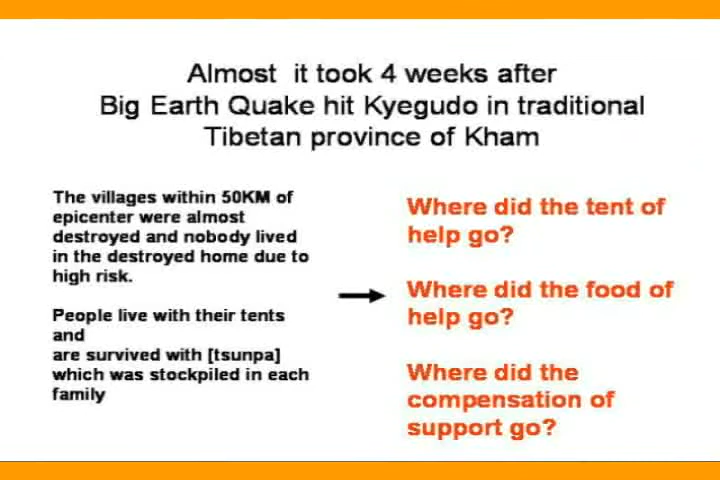 Almost it took 4 weeks after
Big Earth Quake hit Kyegudo in traditional
Tibetan province of Kham
The villages within 50KM of
epicenter were almost
destroyed and nobody lived
in the destroyed home due to
high risk.
People live with their tents
and
are survived with [tsunpa]
which was stockpiled in each
family
Where did the tent of
help go?
Where did the food of
help go?
Where did the
compensation of
support go?